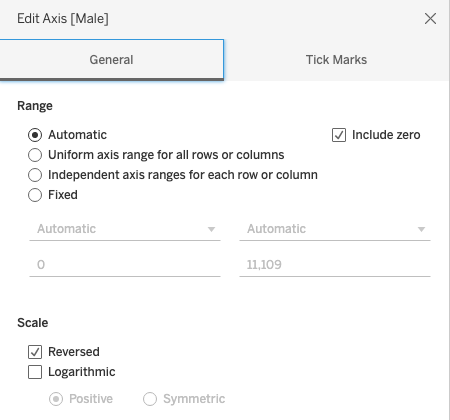 Edit Axis [Male]
General Tick Marks
Range
Automatic Include zero
Uniform axis range for all rows or columns
Independent axis ranges for each row or column
Fixed
Automatic Automatic
0 11,109
Scale
Reversed
Logarithmic
Positive Symmetric